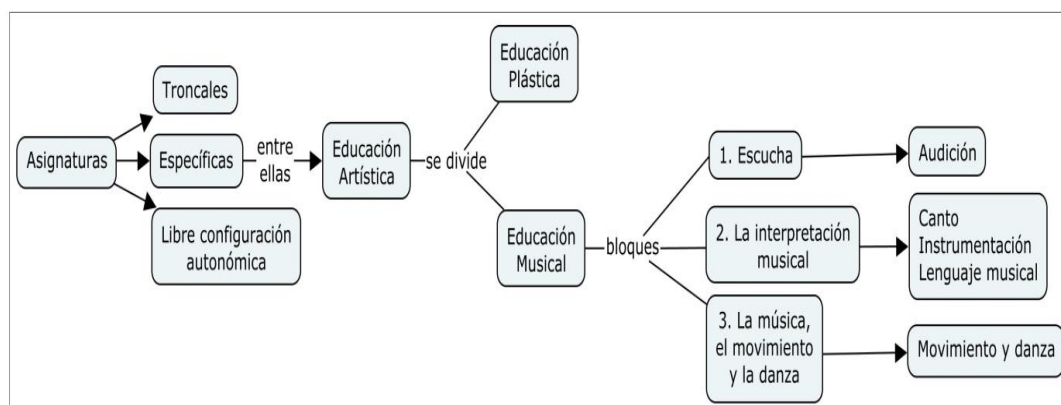 Asignaturas
Troncales
Específicas
Libre configuración
autonómica
entre
ellas
Educación
Artística
se divide
Educación
Plástica
Educación
Musical
bloques
1. Escucha
Audición
2. La interpretación
musical
Canto
Instrumentación
Lenguaje musical
3. La música,
el movimiento
y la danza
Movimiento y danza